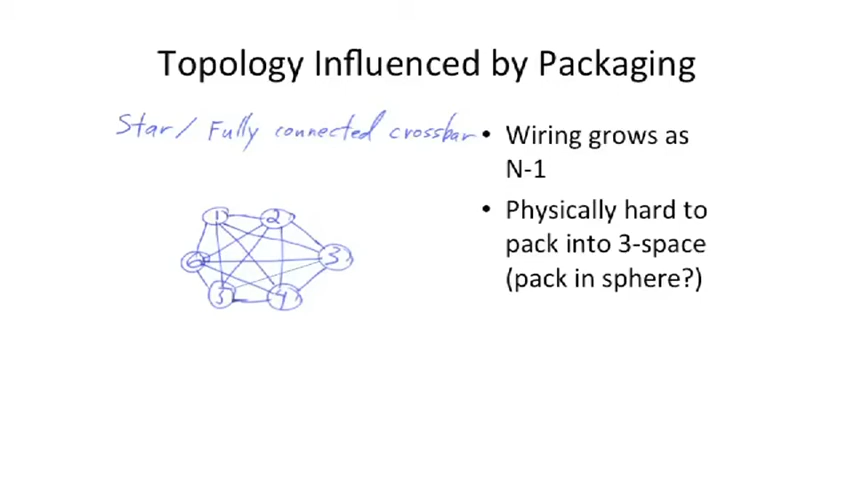 Topology Influenced by Packaging
Star/ Fully connected crossbar
• Wiring grows as
N-1
• Physically hard to
pack into 3-space
(pack in sphere?)
1 2
6 3
5 4